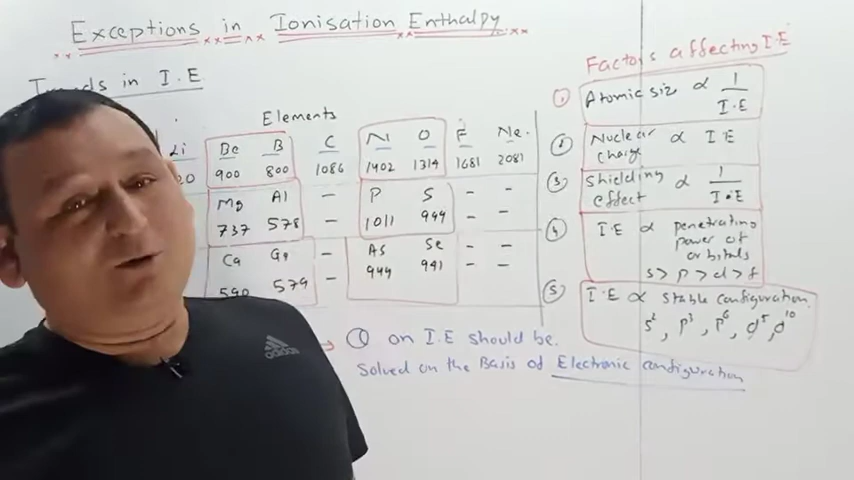 Exceptions in Ionisation Enthalpy
Trends in I.E
Elements
Li Be B C N O F Ne
900 800 1086 1402 1314 1681 2081
Mg Al - P S - -
737 578 - 1011 999 - -
Ca Ga - As Se - -
590 579 - 949 941 - -
① on I.E should be.
Solved on the Basis of Electronic configuration
Factors affecting I.E
① Atomic size ∝ 1/I.E
② Nuclear ∝ I.E
charge
③ Shielding ∝ 1/I.E
effect
④ I.E ∝ penetrating
power of
orbitals
s > p > d > f
⑤ I.E ∝ stable configuration.
s², p³, p⁶, d⁵, d¹⁰
adidas